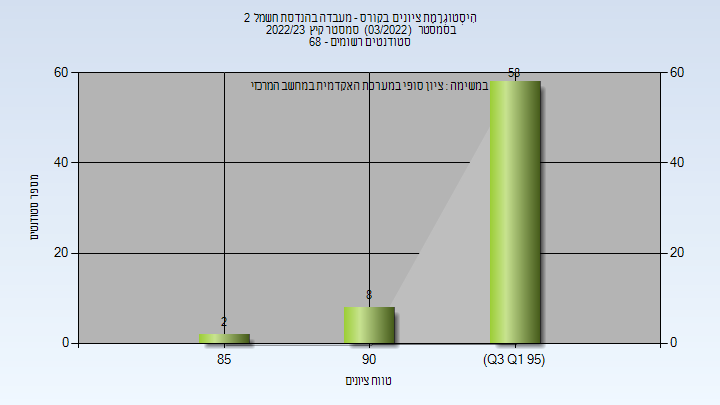 היסטוגרמת ציונים בקורס - מעבדה בהנדסת חשמל 2
בסמסטר (03/2022) סמסטר קיץ 2022/23
סטודנטים רשומים - 68
במשימה : ציון סופי במערכת האקדמית במחשב המרכזי
60
40
20
0
60
40
20
0
מספר סטודנטים
2
8
58
85
90
(Q3 Q1 95)
טווח ציונים